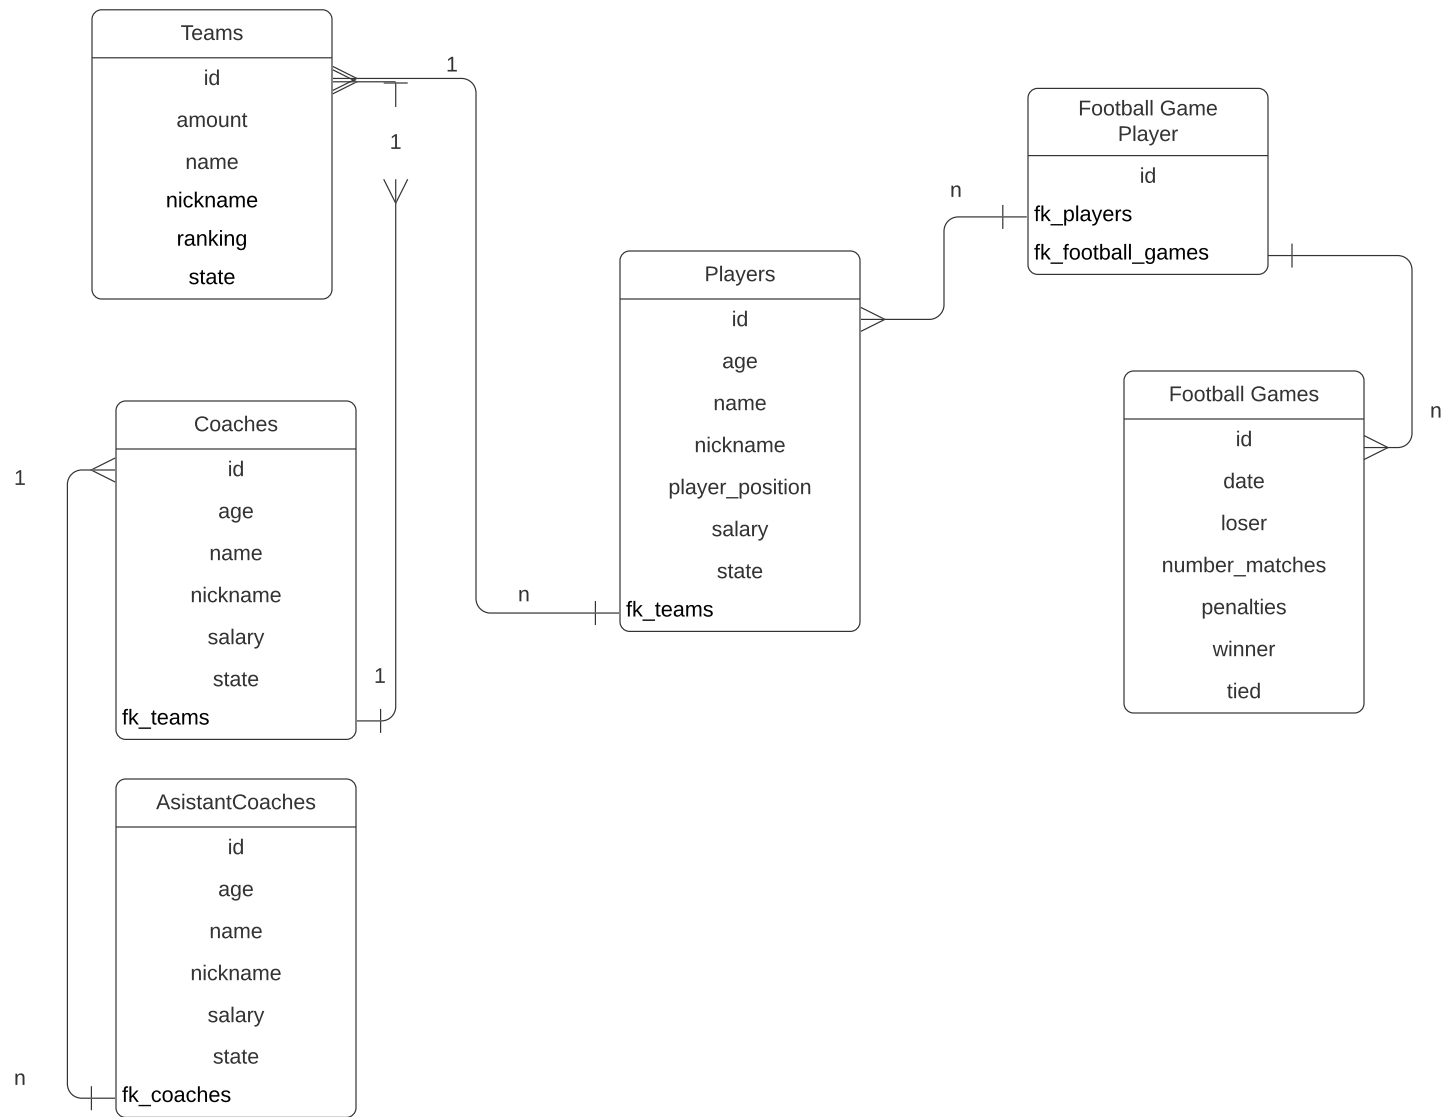 Teams
id
amount
name
nickname
ranking
state
1
1
Coaches
id
age
name
nickname
salary
state
fk_teams
1
1
AsistantCoaches
id
age
name
nickname
salary
state
fk_coaches
n
Players
id
age
name
nickname
player_position
salary
state
fk_teams
n
Football Game
Player
id
fk_players
fk_football_games
n
Football Games
id
date
loser
number_matches
penalties
winner
tied
n